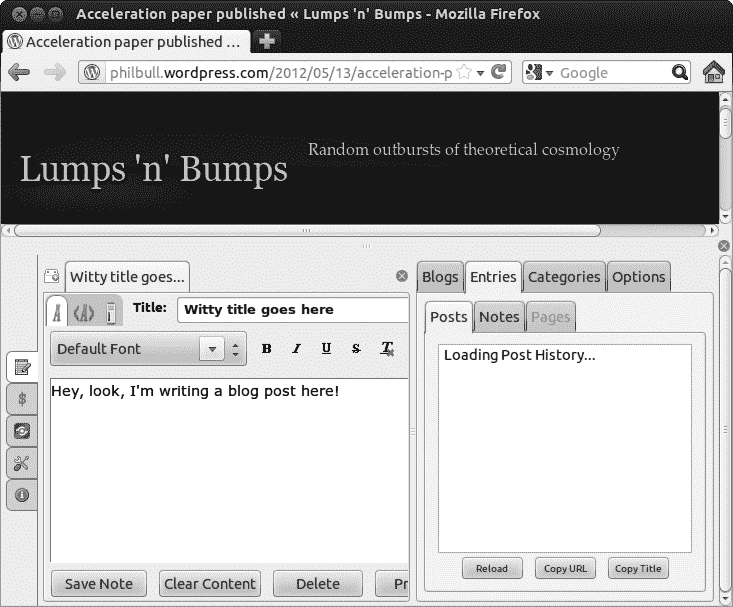 Acceleration paper published « Lumps 'n' Bumps - Mozilla Firefox
Acceleration paper published ...
philbull.wordpress.com/2012/05/13/acceleration-p
Google
Lumps 'n' Bumps
Random outbursts of theoretical cosmology
Witty title goes...
Blogs Entries Categories Options
Title: Witty title goes here
Posts Notes Pages
Default Font
B I U S T
Loading Post History...
Hey, look, I'm writing a blog post here!
Reload Copy URL Copy Title
Save Note Clear Content Delete Pr